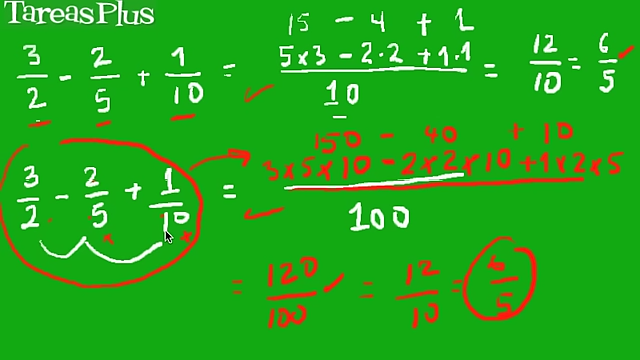 TareasPlus
15 - 4 + 1
3/2 - 2/5 + 1/10 = (5x3 - 2·2 + 1·1)/10 = 12/10 = 6/5
150 - 40 + 10
3/2 - 2/5 + 1/10 = (3x5x10 - 2x2x10 + 1x2x5)/100
= 120/100 = 12/10 = 6/5